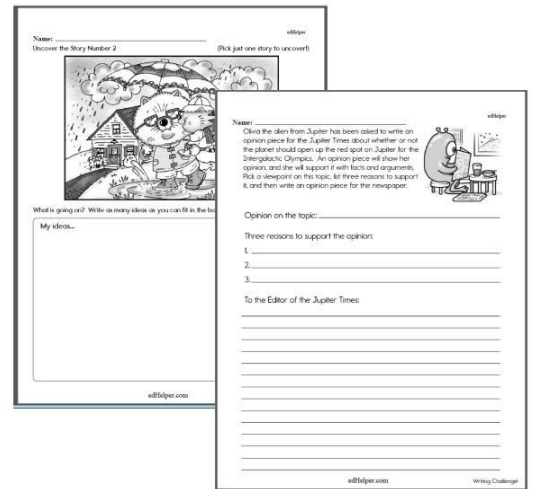 edHelper
Name:
Uncover the Story Number 2 (Pick just one story to uncover!)
What is going on? Write as many ideas as you can fit in the bo
My ideas...
edHelper.com
edHelper
Name:
Olivia the alien from Jupiter has been asked to write an
opinion piece for the Jupiter Times about whether or not
the planet should open up the red spot on Jupiter for the
Intergalactic Olympics. An opinion piece will show her
opinion, and she will support it with facts and arguments.
Pick a viewpoint on this topic, list three reasons to support
it, and then write an opinion piece for the newspaper.
Opinion on the topic:
Three reasons to support the opinion:
1.
2.
3.
To the Editor of the Jupiter Times:
edHelper.com Writing Challenge!